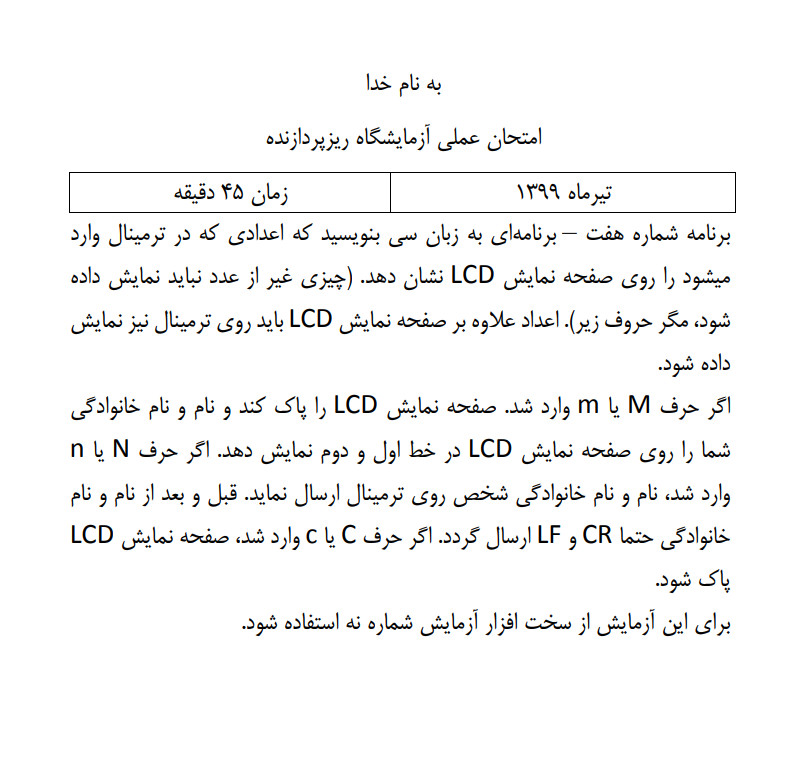 به نام خدا
امتحان عملی آزمایشگاه ریزپردازنده
تیرماه ۱۳۹۹
زمان ۴۵ دقیقه
برنامه شماره هفت – برنامه‌ای به زبان سی بنویسید که اعدادی که در ترمینال وارد
میشود را روی صفحه نمایش LCD نشان دهد. (چیزی غیر از عدد نباید نمایش داده
شود، مگر حروف زیر). اعداد علاوه بر صفحه نمایش LCD باید روی ترمینال نیز نمایش
داده شود.
اگر حرف M یا m وارد شد. صفحه نمایش LCD را پاک کند و نام و نام خانوادگی
شما را روی صفحه نمایش LCD در خط اول و دوم نمایش دهد. اگر حرف N یا n
وارد شد، نام و نام خانوادگی شخص روی ترمینال ارسال نماید. قبل و بعد از نام و نام
خانوادگی حتما CR و LF ارسال گردد. اگر حرف C یا c وارد شد، صفحه نمایش LCD
پاک شود.
برای این آزمایش از سخت افزار آزمایش شماره نه استفاده شود.